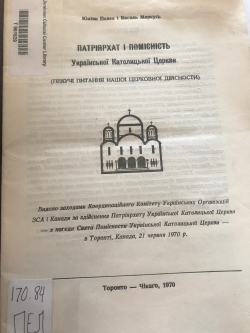 Юліян Пелех і Василь Маркусь
ПАТРІЯРХАТ І ПОМІСНІСТЬ
Української Католицької Церкви
(ПЕКУЧЕ ПИТАННЯ НАШОЇ ЦЕРКОВНОЇ ДІЙСНОСТИ)
Видано заходами Координаційного Комітету Українських Організацій
ЗСА і Канади за здійснення Патріярхату Української Католицької Церкви
— з нагоди Свята Помісности Української Католицької Церкви —
в Торонті, Канада, 21 червня 1970 р.
Торонто — Чікаґо, 1970
170.84
ПЕЛ